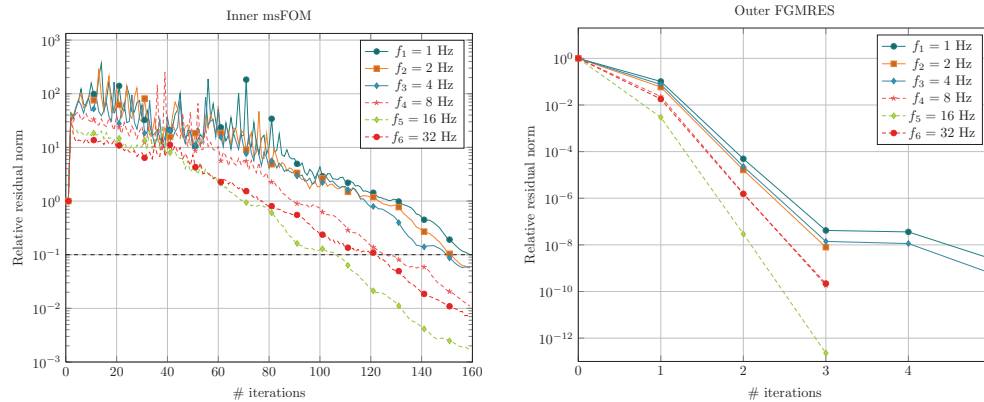 Inner msFOM
Relative residual norm
10^3
10^2
10^1
10^0
10^−1
10^−2
10^−3
0 20 40 60 80 100 120 140 160
# iterations
f_1 = 1 Hz
f_2 = 2 Hz
f_3 = 4 Hz
f_4 = 8 Hz
f_5 = 16 Hz
f_6 = 32 Hz
Outer FGMRES
Relative residual norm
10^0
10^−2
10^−4
10^−6
10^−8
10^−10
10^−12
0 1 2 3 4
# iterations
f_1 = 1 Hz
f_2 = 2 Hz
f_3 = 4 Hz
f_4 = 8 Hz
f_5 = 16 Hz
f_6 = 32 Hz